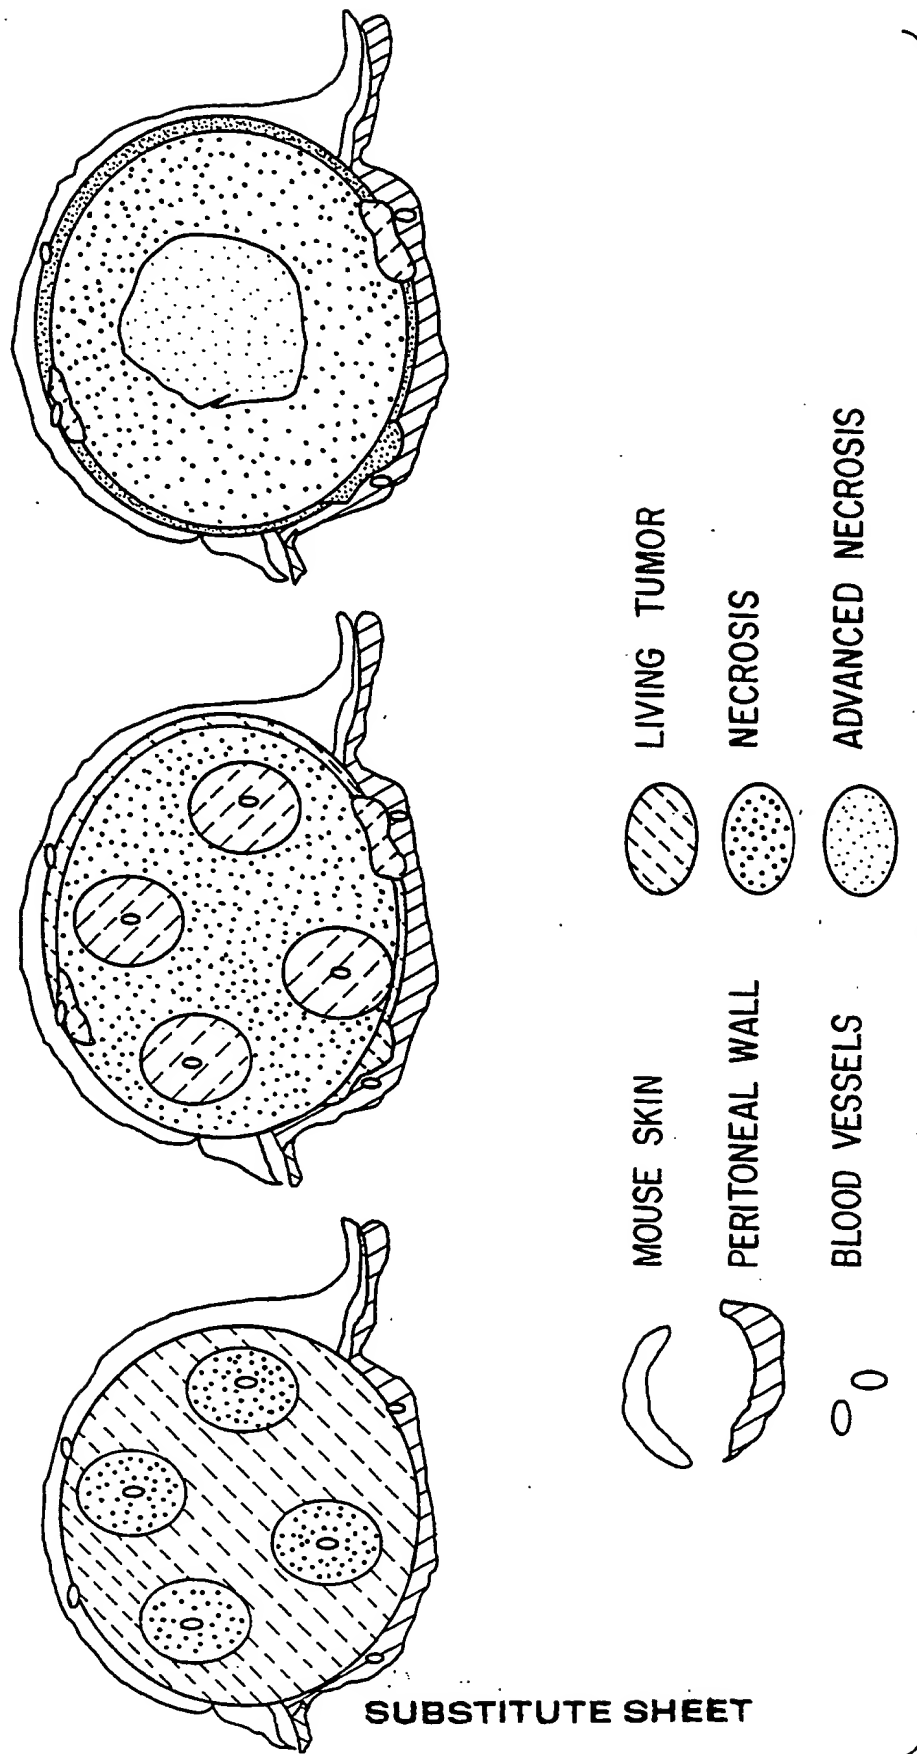 MOUSE SKIN
PERITONEAL WALL
BLOOD VESSELS
LIVING TUMOR
NECROSIS
ADVANCED NECROSIS
SUBSTITUTE SHEET